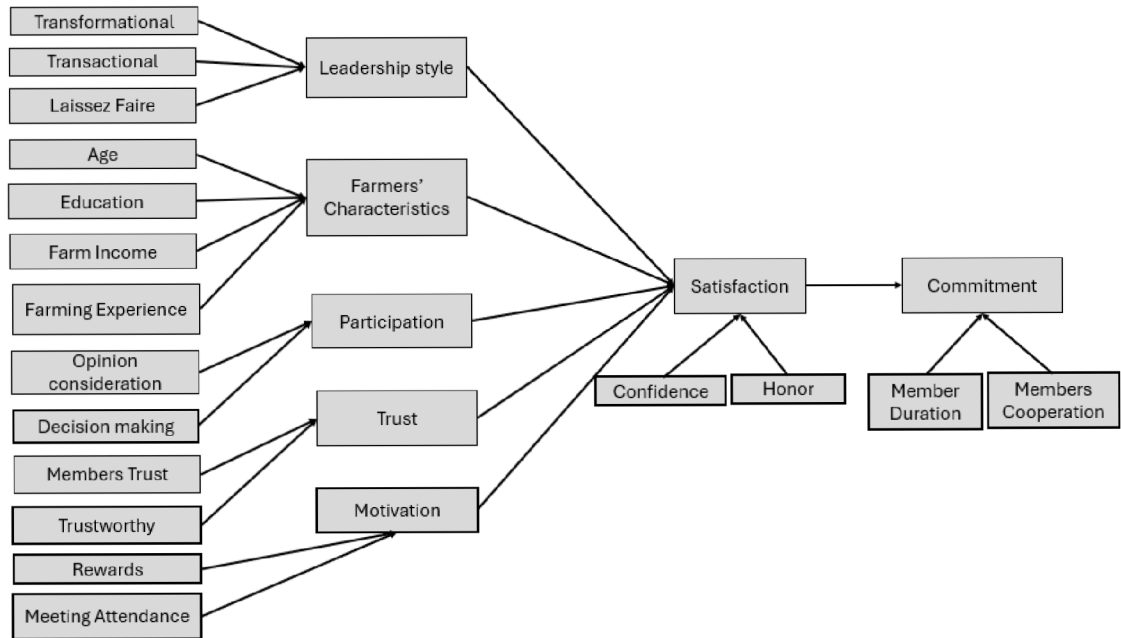 Transformational
Transactional
Laissez Faire
Age
Education
Farm Income
Farming Experience
Opinion
consideration
Decision making
Members Trust
Trustworthy
Rewards
Meeting Attendance
Leadership style
Farmers'
Characteristics
Participation
Trust
Motivation
Satisfaction
Confidence
Honor
Commitment
Member
Duration
Members
Cooperation